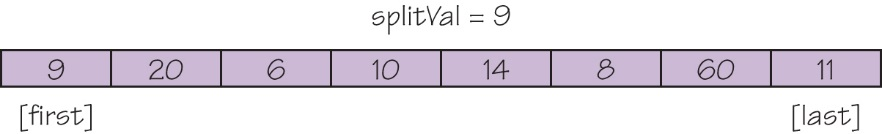 splitVal = 9
9 20 6 10 14 8 60 11
[first] [last]